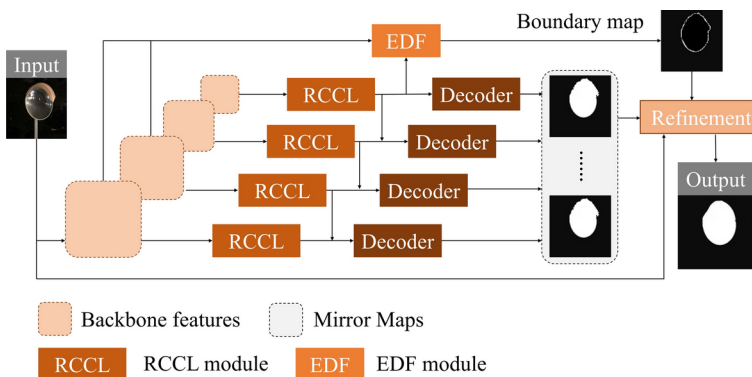 Boundary map
Input
EDF
RCCL
Decoder
RCCL
Decoder
Refinement
RCCL
Decoder
Output
RCCL
Decoder
Backbone features
Mirror Maps
RCCL
RCCL module
EDF
EDF module